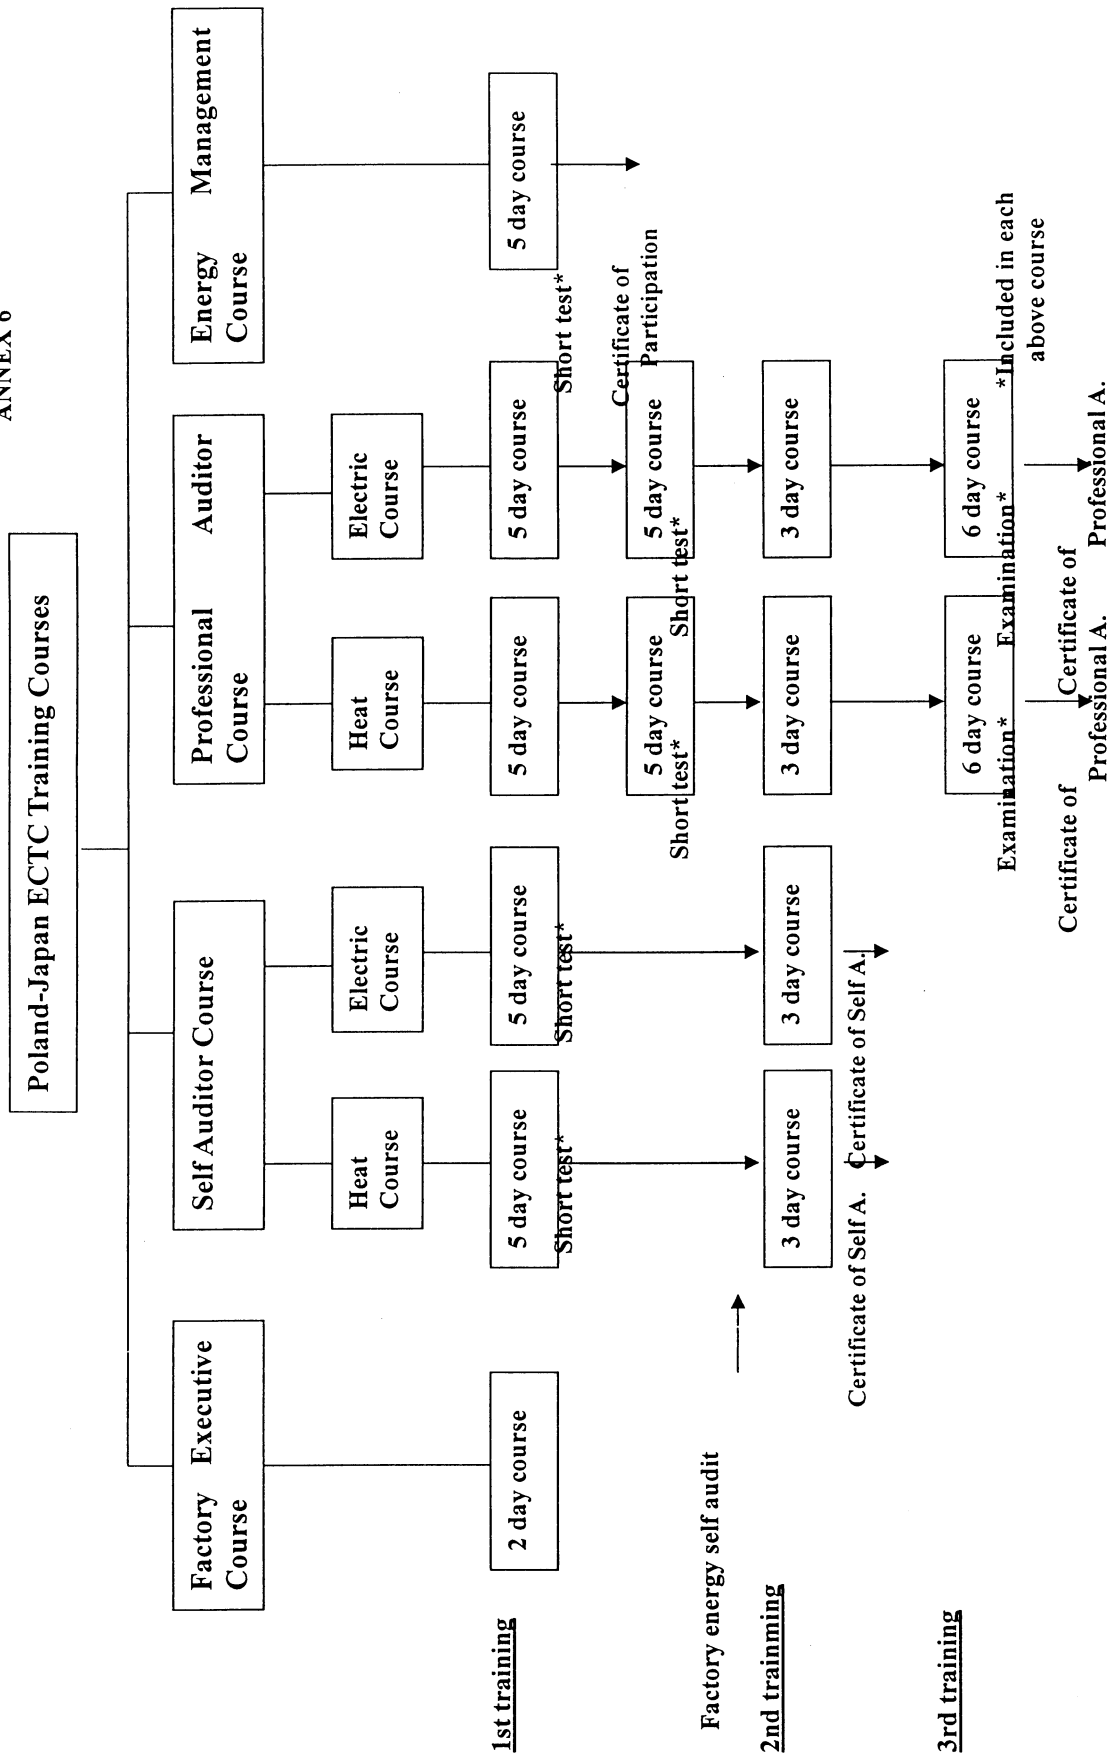 ANNEX 6
Poland-Japan ECTC Training Courses
Factory Executive
Course
Self Auditor Course
Professional Auditor
Course
Energy Management
Course
Heat
Course
Electric
Course
Heat
Course
Electric
Course
1st training
2 day course
5 day course
5 day course
5 day course
5 day course
5 day course
Short test*
Short test*
Short test*
Certificate of
Participation
5 day course
5 day course
Short test*
Short test*
Factory energy self audit
2nd trainming
3 day course
3 day course
3 day course
3 day course
Certificate of Self A.
Certificate of Self A.
3rd training
6 day course
6 day course
Examination*
Examination*
*Included in each
above course
Certificate of
Professional A.
Certificate of
Professional A.